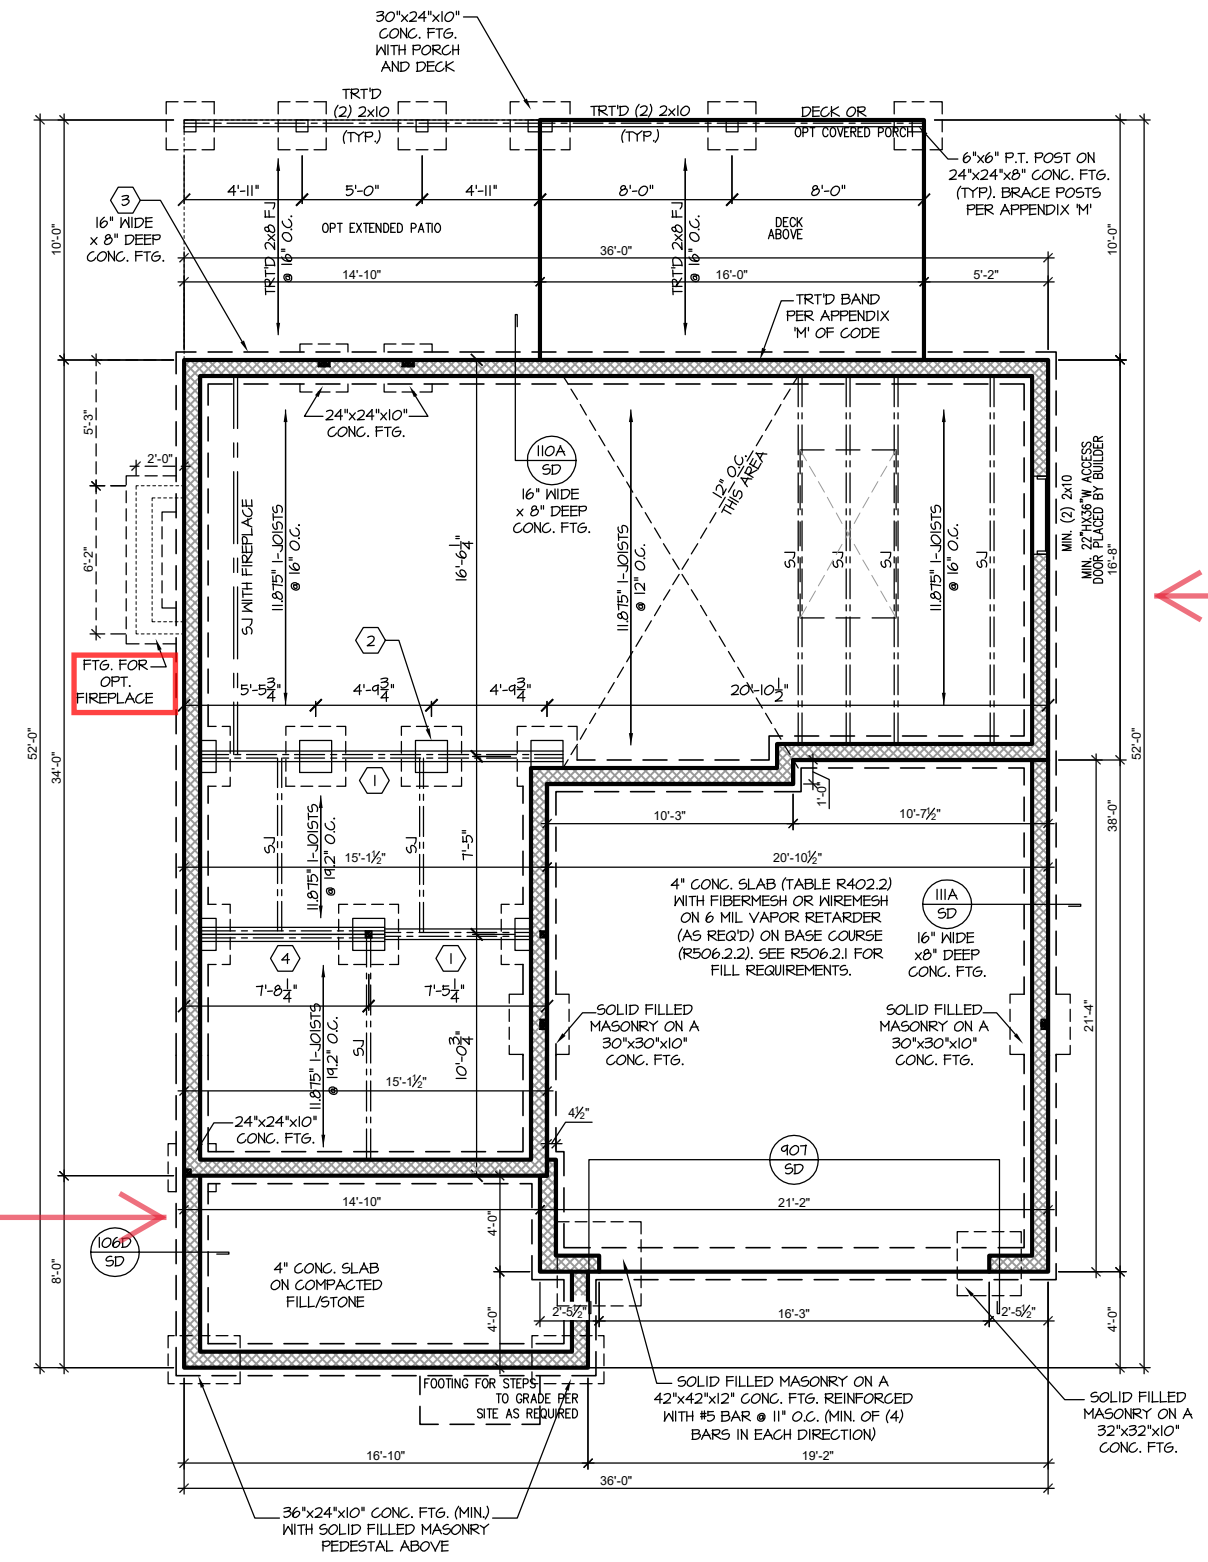 30"x24"x10"
CONC. FTG.
WITH PORCH
AND DECK
TRT'D
(2) 2x10
(TYP.)
TRT'D (2) 2x10
(TYP.)
DECK OR
OPT COVERED PORCH
6"x6" P.T. POST ON
24"x24"x8" CONC. FTG.
(TYP). BRACE POSTS
PER APPENDIX 'M'
3
16" WIDE
x 8" DEEP
CONC. FTG.
4'-11"
5'-0"
4'-11"
8'-0"
8'-0"
TRT'D 2x8 FJ
@ 16" O.C.
OPT EXTENDED PATIO
TRT'D 2x8 FJ
@ 16" O.C.
DECK
ABOVE
10'-0"
10'-0"
36'-0"
14'-10"
16'-0"
5'-2"
TRT'D BAND
PER APPENDIX
'M' OF CODE
24"x24"x10"
CONC. FTG.
110A
SD
16" WIDE
x 8" DEEP
CONC. FTG.
12" O.C.
THIS AREA
5'-3"
2'-0"
6'-2"
SJ WITH FIREPLACE
11.875" I-JOISTS
@ 16" O.C.
16'-6 1/4"
11.875" I-JOISTS
@ 12" O.C.
SJ
SJ
SJ
SJ
11.875" I-JOISTS
@ 16" O.C.
MIN. (2) 2x10
MIN. 22"HX36"W ACCESS
DOOR PLACED BY BUILDER
16'-8"
2
FTG. FOR
OPT.
FIREPLACE
5'-5 3/4"
4'-9 3/4"
4'-9 3/4"
20'-10 1/2"
52'-0"
34'-0"
52'-0"
38'-0"
1
1'-0"
10'-3"
10'-7 1/2"
SJ
11.875" I-JOISTS
@ 19.2" O.C.
SJ
7'-5"
15'-1 1/2"
20'-10 1/2"
4" CONC. SLAB (TABLE R402.2)
WITH FIBERMESH OR WIREMESH
ON 6 MIL VAPOR RETARDER
(AS REQ'D) ON BASE COURSE
(R506.2.2). SEE R506.2.1 FOR
FILL REQUIREMENTS.
111A
SD
16" WIDE
x8" DEEP
CONC. FTG.
4
1
7'-8 1/4"
7'-5 1/4"
11.875" I-JOISTS
@ 19.2" O.C.
SJ
10'-0 3/4"
SOLID FILLED
MASONRY ON A
30"x30"x10"
CONC. FTG.
SOLID FILLED
MASONRY ON A
30"x30"x10"
CONC. FTG.
21'-4"
15'-1 1/2"
24"x24"x10"
CONC. FTG.
4 1/2"
907
SD
14'-10"
21'-2"
4'-0"
106D
SD
8'-0"
4" CONC. SLAB
ON COMPACTED
FILL/STONE
4'-0"
2'-5 1/2"
16'-3"
2'-5 1/2"
4'-0"
FOOTING FOR STEPS
TO GRADE PER
SITE AS REQUIRED
SOLID FILLED MASONRY ON A
42"x42"x12" CONC. FTG. REINFORCED
WITH #5 BAR @ 11" O.C. (MIN. OF (4)
BARS IN EACH DIRECTION)
SOLID FILLED
MASONRY ON A
32"x32"x10"
CONC. FTG.
16'-10"
19'-2"
36'-0"
36"x24"x10" CONC. FTG. (MIN.)
WITH SOLID FILLED MASONRY
PEDESTAL ABOVE